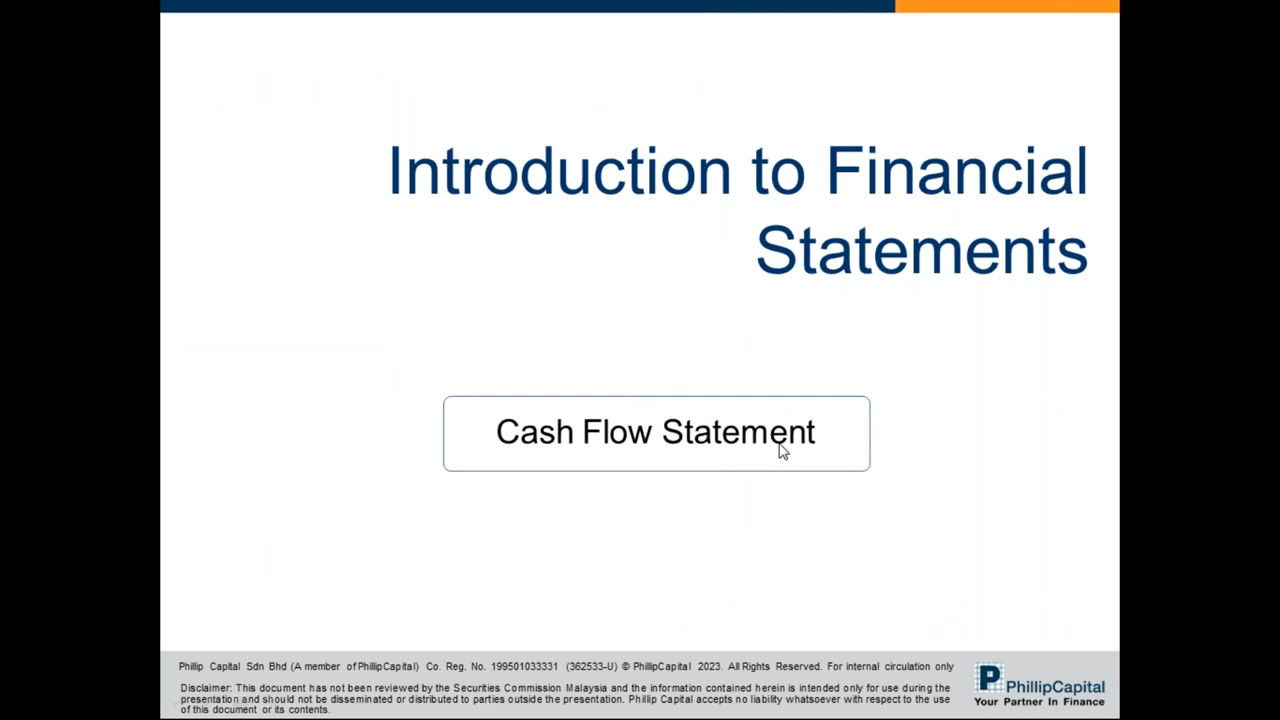 Introduction to Financial
Statements
Cash Flow Statement
Phillip Capital Sdn Bhd (A member of PhillipCapital) Co. Reg. No. 199501033331 (362533-U) © PhillipCapital 2023. All Rights Reserved. For internal circulation only
Disclaimer: This document has not been reviewed by the Securities Commission Malaysia and the information contained herein is intended only for use during the
presentation and should not be disseminated or distributed to parties outside the presentation. Phillip Capital accepts no liability whatsoever with respect to the use
of this document or its contents.
PhillipCapital
Your Partner In Finance